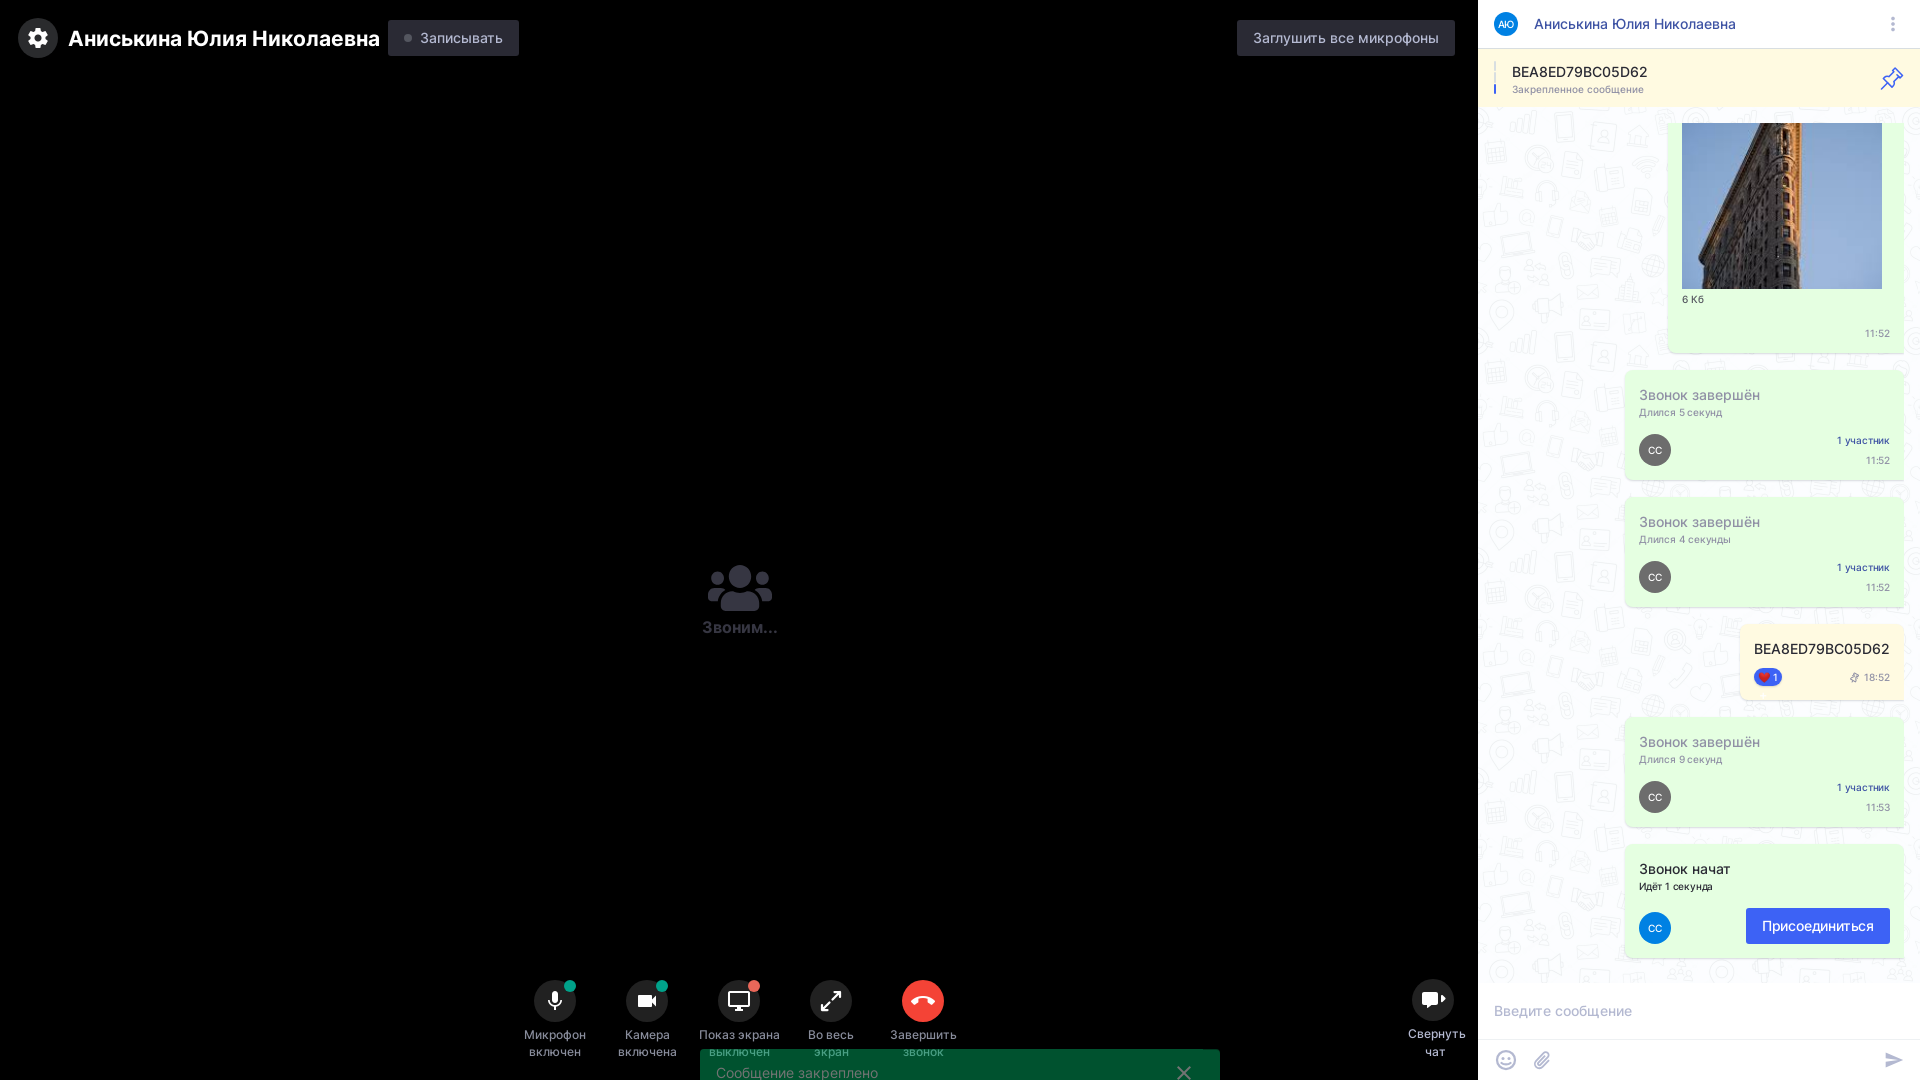 Аниськина Юлия Николаевна
Записывать
Заглушить все микрофоны
Звоним...
Микрофон
включен
Камера
включена
Показ экрана
выключен
Во весь
экран
Завершить
звонок
Свернуть
чат
Сообщение закреплено
АЮ
Аниськина Юлия Николаевна
BEA8ED79BC05D62
Закрепленное сообщение
6 Кб
11:52
Звонок завершён
Длился 5 секунд
СС
1 участник
11:52
Звонок завершён
Длился 4 секунды
СС
1 участник
11:52
BEA8ED79BC05D62
1
18:52
Звонок завершён
Длился 9 секунд
СС
1 участник
11:53
Звонок начат
Идёт 1 секунда
СС
Присоединиться
Введите сообщение